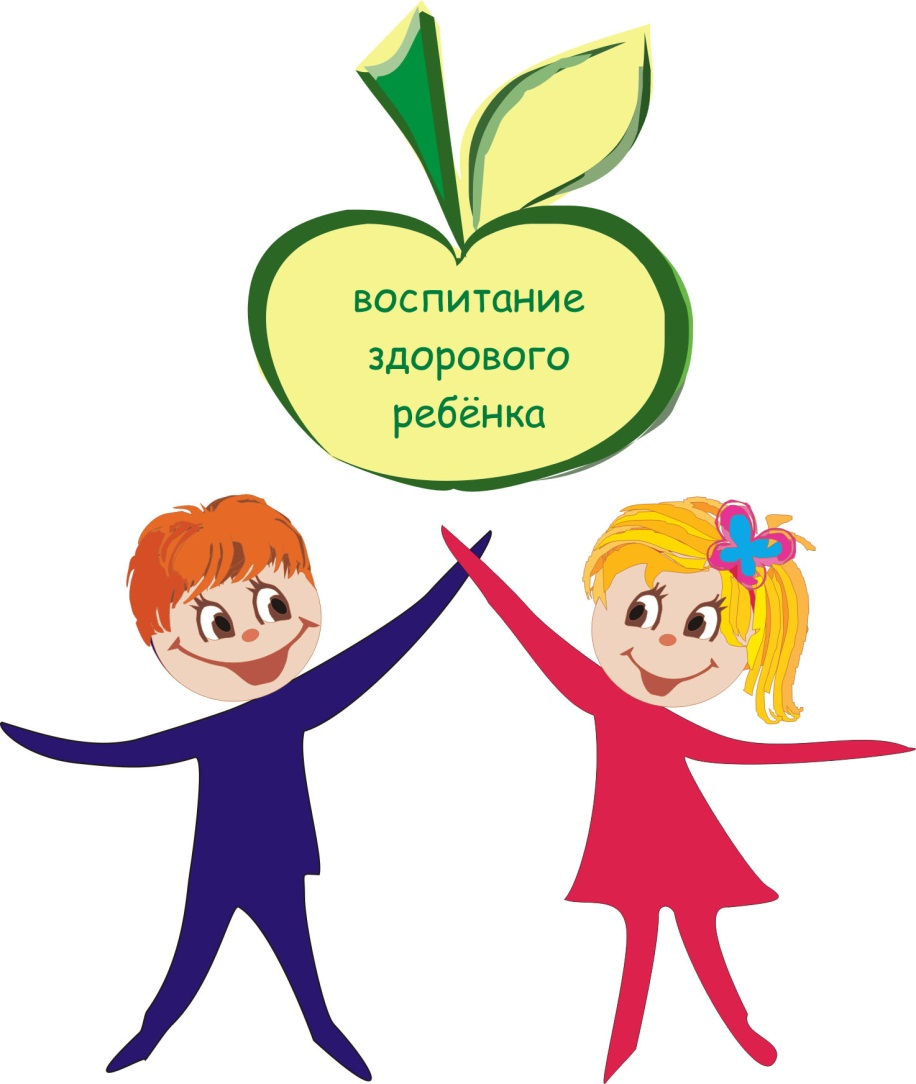 воспитание
здорового
ребёнка